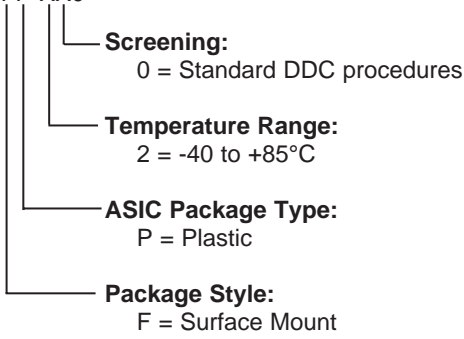 Screening:
0 = Standard DDC procedures
Temperature Range:
2 = -40 to +85°C
ASIC Package Type:
P = Plastic
Package Style:
F = Surface Mount